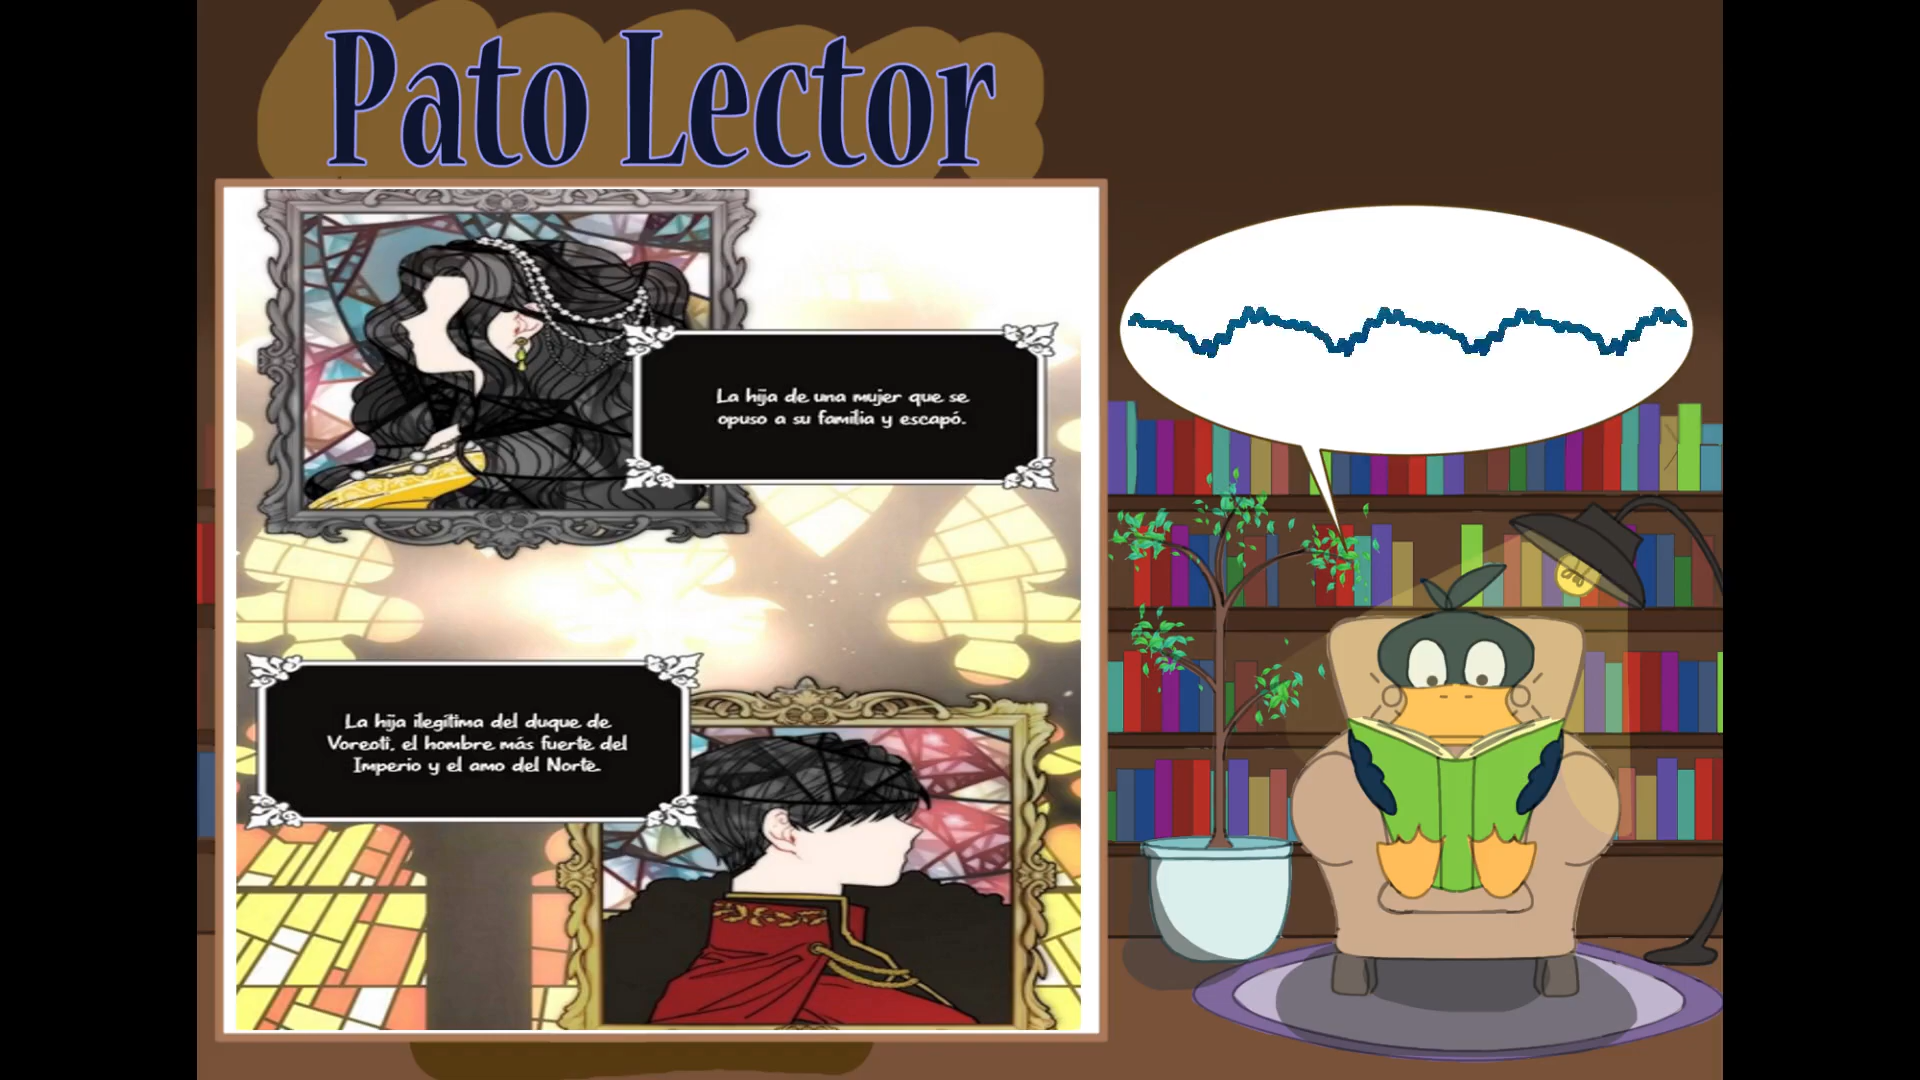 Pato Lector
La hija de una mujer que se
opuso a su familia y escapó.
La hija ilegítima del duque de
Voreoti, el hombre más fuerte del
Imperio y el amo del Norte.